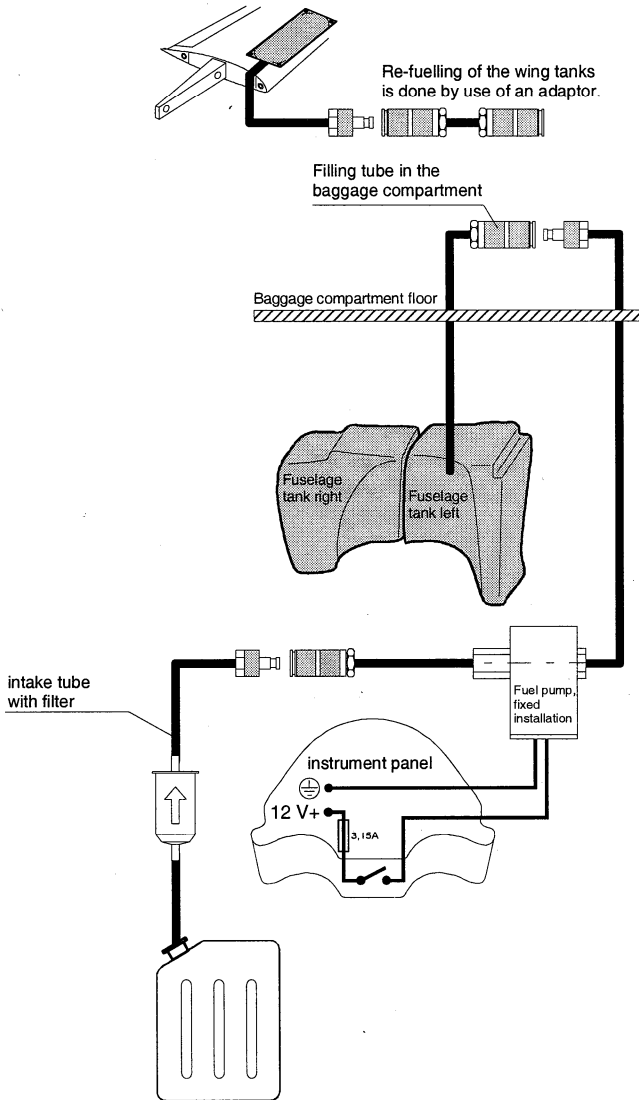 Re-fuelling of the wing tanks
is done by use of an adaptor.
Filling tube in the
baggage compartment
Baggage compartment floor
Fuselage
tank right
Fuselage
tank left
intake tube
with filter
Fuel pump,
fixed
installation
instrument panel
12 V+
3,15A